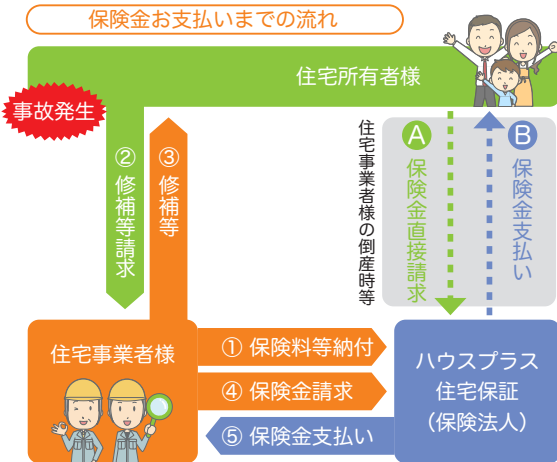 保険金お支払いまでの流れ
住宅所有者様
事故発生
② 修補等請求
③ 修補等
住宅事業者様の倒産時等
A 保険金直接請求
B 保険金支払い
住宅事業者様
① 保険料等納付
④ 保険金請求
⑤ 保険金支払い
ハウスプラス
住宅保証
（保険法人）